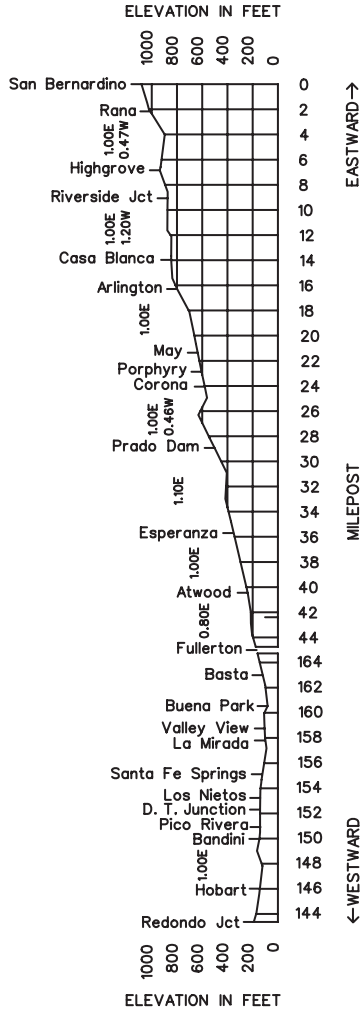 ELEVATION IN FEET
1000 800 600 400 200 0
San Bernardino 0
EASTWARD→
Rana 2
1.00E
0.47W
4
6
Highgrove
8
Riverside Jct
10
1.00E
1.20W
12
Casa Blanca 14
Arlington 16
18
1.00E
20
May
22
Porphyry
Corona 24
1.00E
0.46W
26
28
Prado Dam
30
1.10E
32
34
MILEPOST
Esperanza 36
1.00E
38
40
Atwood
0.80E
42
44
Fullerton
164
Basta
162
Buena Park
160
Valley View
158
La Mirada
156
Santa Fe Springs
154
Los Nietos
D. T. Junction 152
Pico Rivera
Bandini 150
1.00E
148
Hobart 146
←WESTWARD
144
Redondo Jct
1000 800 600 400 200 0
ELEVATION IN FEET